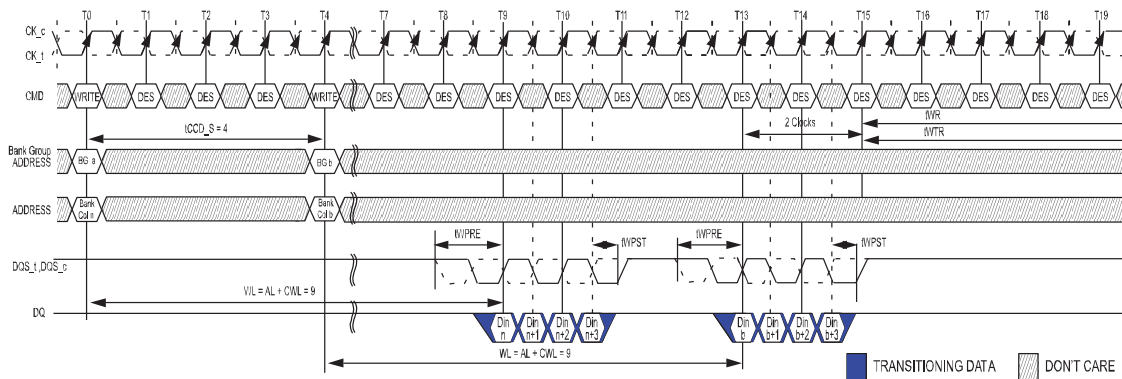 T0 T1 T2 T3 T4 T7 T8 T9 T10 T11 T12 T13 T14 T15 T16 T17 T18 T19
CK_c
CK_t
CMD WRITE DES DES DES WRITE DES DES DES DES DES DES DES DES DES DES DES DES DES
tCCD_S = 4
2 Clocks
tWR
tWTR
Bank Group
ADDRESS
BG a
BG b
ADDRESS
Bank
Col n
Bank
Col b
tWPRE
tWPST
tWPRE
tWPST
DQS_t ,DQS_c
WL = AL + CWL = 9
DQ
Din
n
Din
n+1
Din
n+2
Din
n+3
Din
b
Din
b+1
Din
b+2
Din
b+3
WL = AL + CWL = 9
TRANSITIONING DATA
DON'T CARE